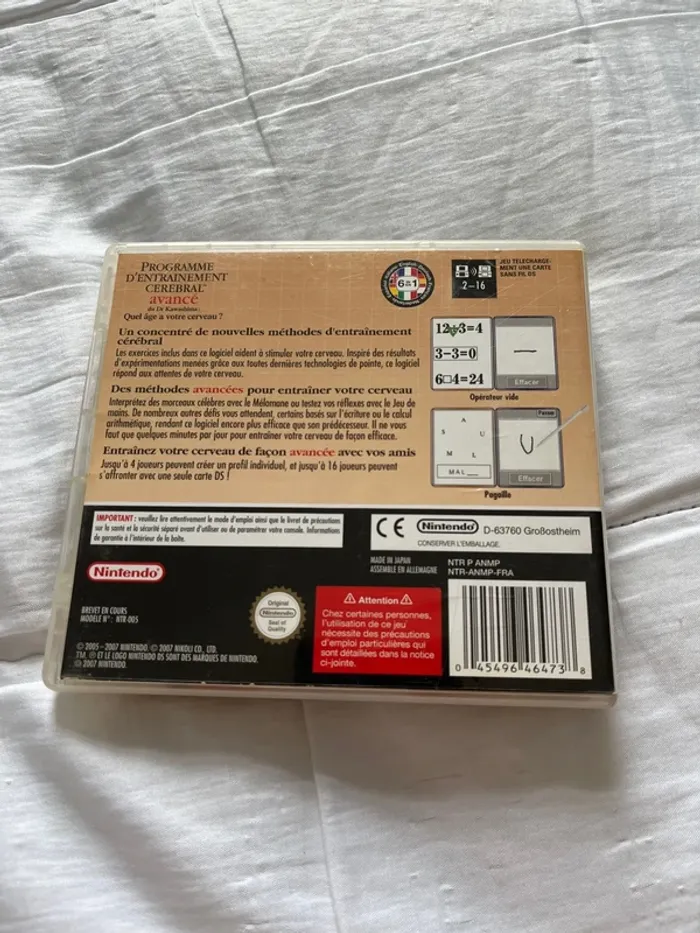 PROGRAMME
D'ENTRAINEMENT
CEREBRAL™
avancé
du Dr Kawashima:
Quel âge a votre cerveau ?
6 en 1
2-16
JEU TELECHARGE-
MENT UNE CARTE
SANS FIL DS
Un concentré de nouvelles méthodes d'entraînement
cérébral
Les exercices inclus dans ce logiciel aident à stimuler votre cerveau. Inspiré des résultats
d'expérimentations menées grâce aux toutes dernières technologies de pointe, ce logiciel
répond aux attentes de votre cerveau.
Des méthodes avancées pour entraîner votre cerveau
Interprétez des morceaux célèbres avec le Mélomane ou testez vos réflexes avec le Jeu de
mains. De nombreux autres défis vous attendent, certains basés sur l'écriture ou le calcul
arithmétique, rendant ce logiciel encore plus efficace que son prédécesseur. Il ne vous
faut que quelques minutes par jour pour entraîner votre cerveau de façon efficace.
Entraînez votre cerveau de façon avancée avec vos amis
Jusqu'à 4 joueurs peuvent créer un profil individuel, et jusqu'à 16 joueurs peuvent
s'affronter avec une seule carte DS !
3=4
3-3=0
6□4=24
Effacer
Opérateur vide
A
S U
M L
MAL__
Pause
U
Effacer
Pagaille
IMPORTANT : veuillez lire attentivement le mode d'emploi ainsi que le livret de précautions
sur la santé et la sécurité séparé avant d'utiliser ou de paramétrer votre console. Informations
de garantie à l'intérieur de la boîte.
CE Nintendo D-63760 Großostheim
CONSERVER L'EMBALLAGE.
Nintendo
MADE IN JAPAN
ASSEMBLE EN ALLEMAGNE
NTR P ANMP
NTR-ANMP-FRA
BREVET EN COURS
MODELE N° : NTR-005
Original
Nintendo
Seal of
Quality
⚠ Attention ⚠
Chez certaines personnes,
l'utilisation de ce jeu
nécessite des précautions
d'emploi particulières qui
sont détaillées dans la notice
ci-jointe.
© 2005 - 2007 NINTENDO. © 2007 NIKOLI CO., LTD.
TM, ® ET LE LOGO NINTENDO DS SONT DES MARQUES DE NINTENDO.
© 2007 NINTENDO.
0 45496 46473 8